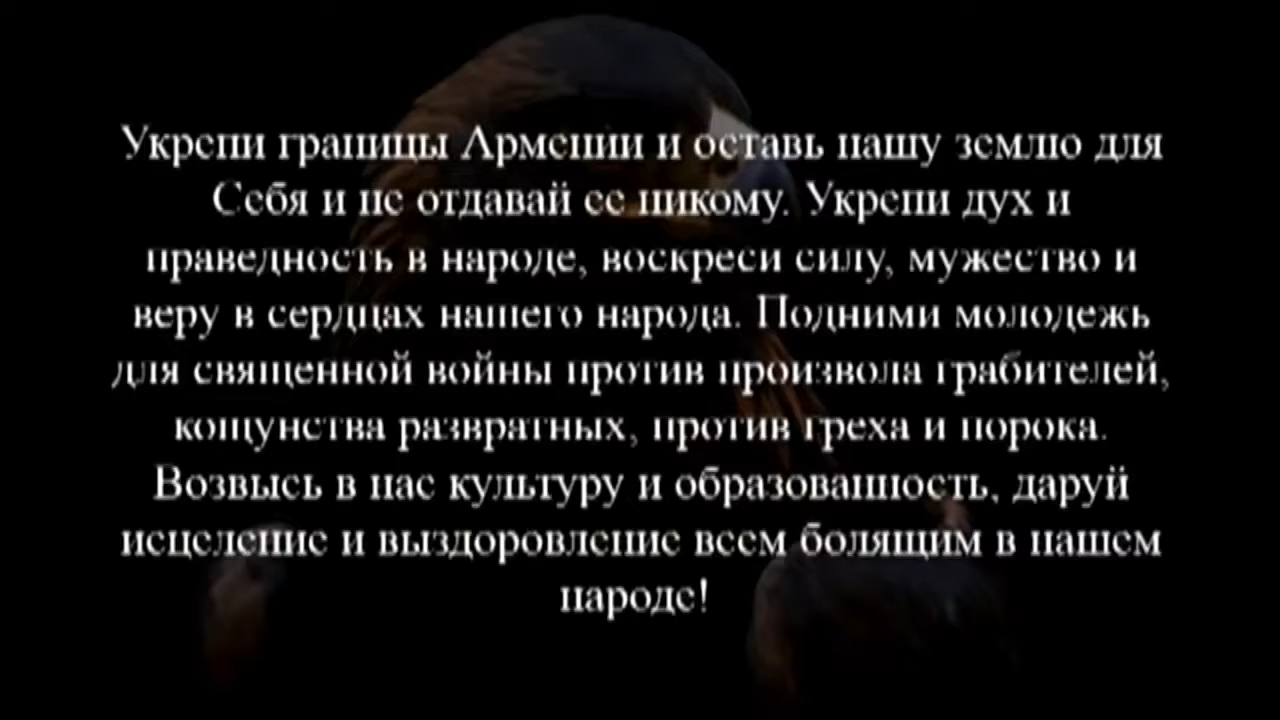 Укрепи границы Армении и оставь нашу землю для
Себя и не отдавай ее никому. Укрепи дух и
праведность в народе, воскреси силу, мужество и
веру в сердцах нашего народа. Подними молодежь
для священной войны против произвола грабителей,
кощунства развратных, против греха и порока.
Возвысь в нас культуру и образованность, даруй
исцеление и выздоровление всем болящим в нашем
народе!